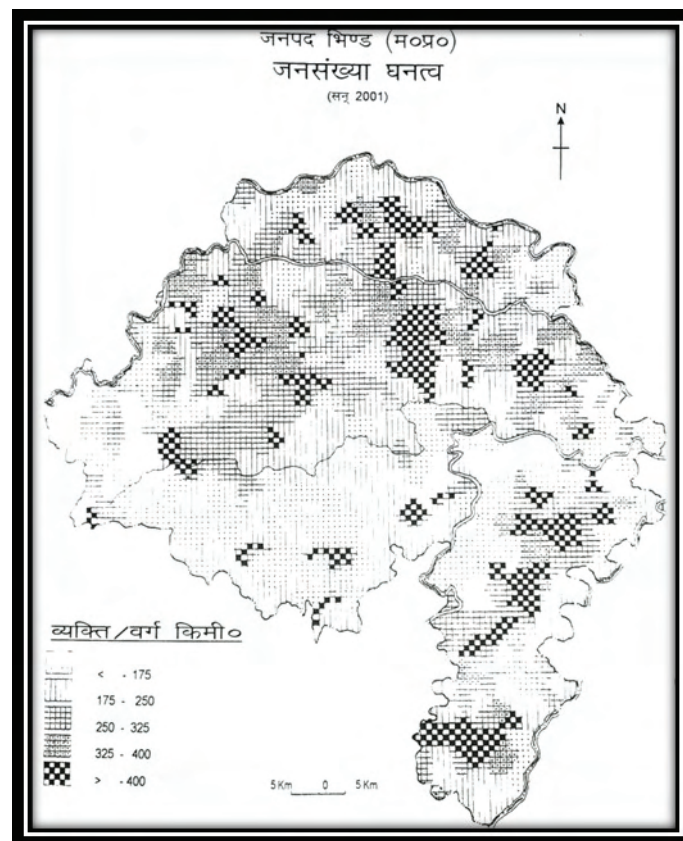 जनपद भिण्ड (म०प्र०)
जनसंख्या घनत्व
(सन् 2001)
N
व्यक्ति/वर्ग किमी०
< - 175
175 - 250
250 - 325
325 - 400
> - 400
5 Km 0 5 Km